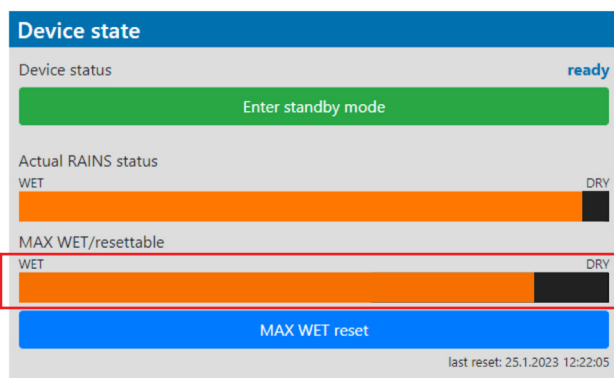 Device state
Device status ready
Enter standby mode
Actual RAINS status
WET DRY
MAX WET/resettable
WET DRY
MAX WET reset
last reset: 25.1.2023 12:22:05